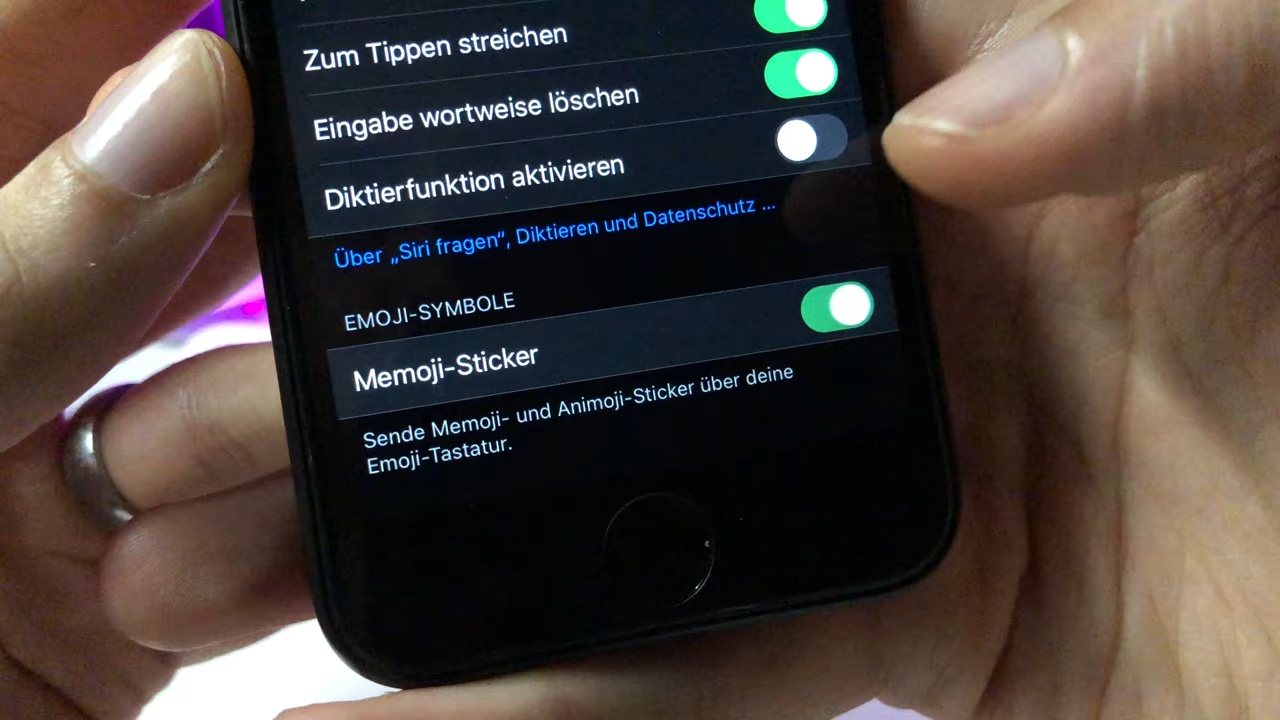 Zum Tippen streichen
Eingabe wortweise löschen
Diktierfunktion aktivieren
Über „Siri fragen“, Diktieren und Datenschutz ...
EMOJI-SYMBOLE
Memoji-Sticker
Sende Memoji- und Animoji-Sticker über deine
Emoji-Tastatur.